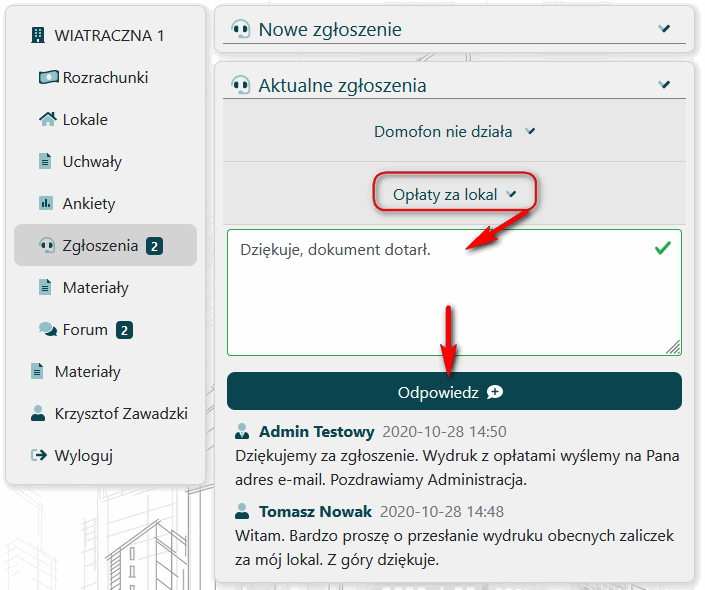 WIATRACZNA 1
Rozrachunki
Lokale
Uchwały
Ankiety
Zgłoszenia 2
Materiały
Forum 2
Materiały
Krzysztof Zawadzki
Wyloguj
Nowe zgłoszenie
Aktualne zgłoszenia
Domofon nie działa
Opłaty za lokal
Dziękuje, dokument dotarł.
Odpowiedz
Admin Testowy 2020-10-28 14:50
Dziękujemy za zgłoszenie. Wydruk z opłatami wyślemy na Pana
adres e-mail. Pozdrawiamy Administracja.
Tomasz Nowak 2020-10-28 14:48
Witam. Bardzo proszę o przesłanie wydruku obecnych zaliczek
za mój lokal. Z góry dziękuje.